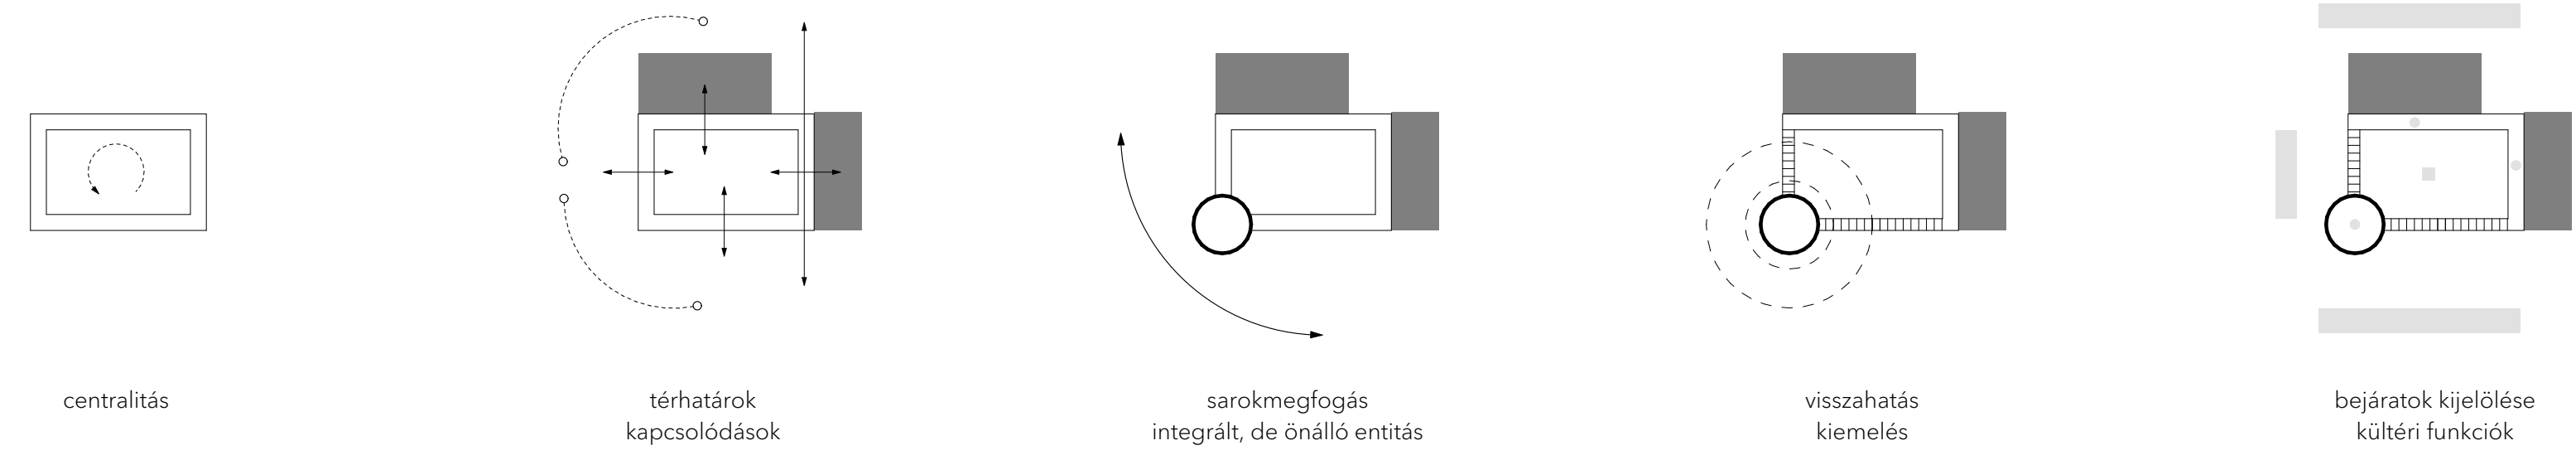 centralitás
térhatárok
kapcsolódások
sarokmegfogás
integrált, de önálló entitás
visszahatás
kiemelés
bejáratok kijelölése
kültéri funkciók